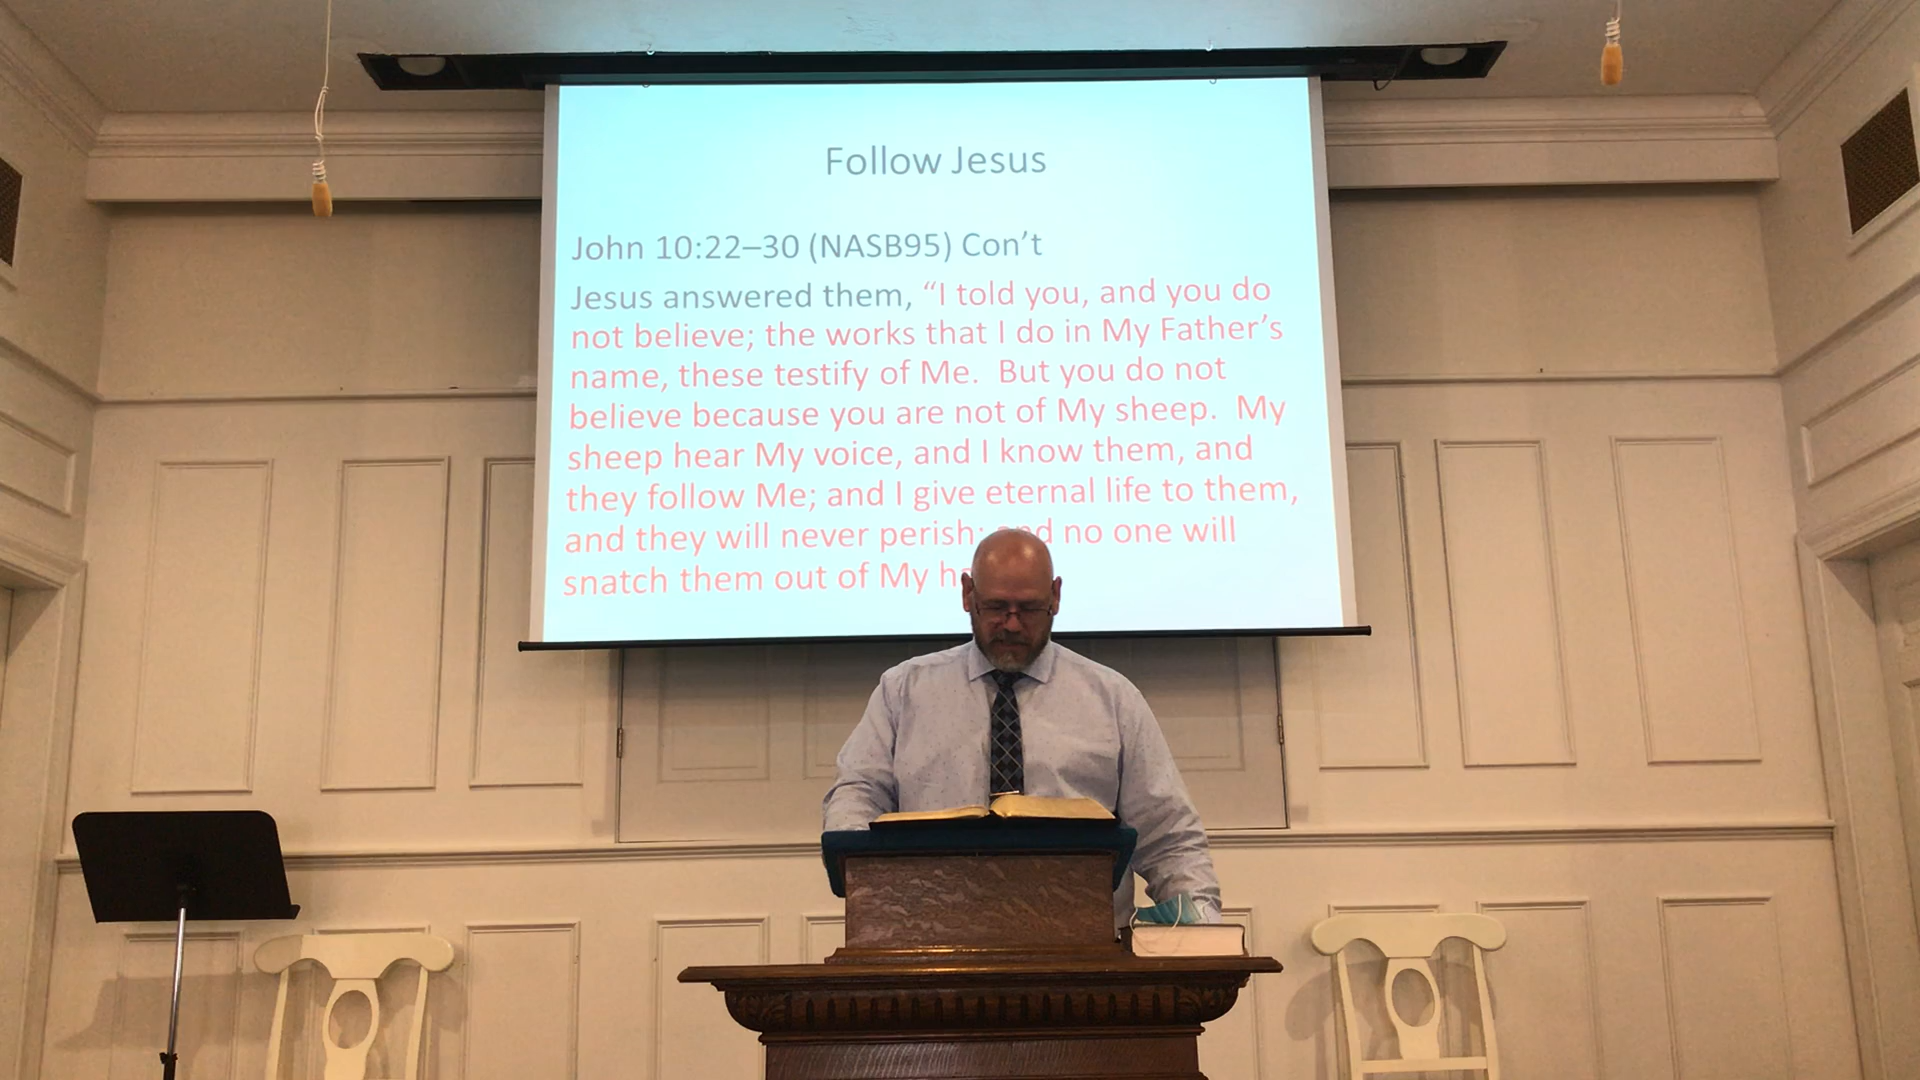 Follow Jesus
John 10:22–30 (NASB95) Con’t
Jesus answered them, “I told you, and you do
not believe; the works that I do in My Father’s
name, these testify of Me. But you do not
believe because you are not of My sheep. My
sheep hear My voice, and I know them, and
they follow Me; and I give eternal life to them,
and they will never perish; and no one will
snatch them out of My